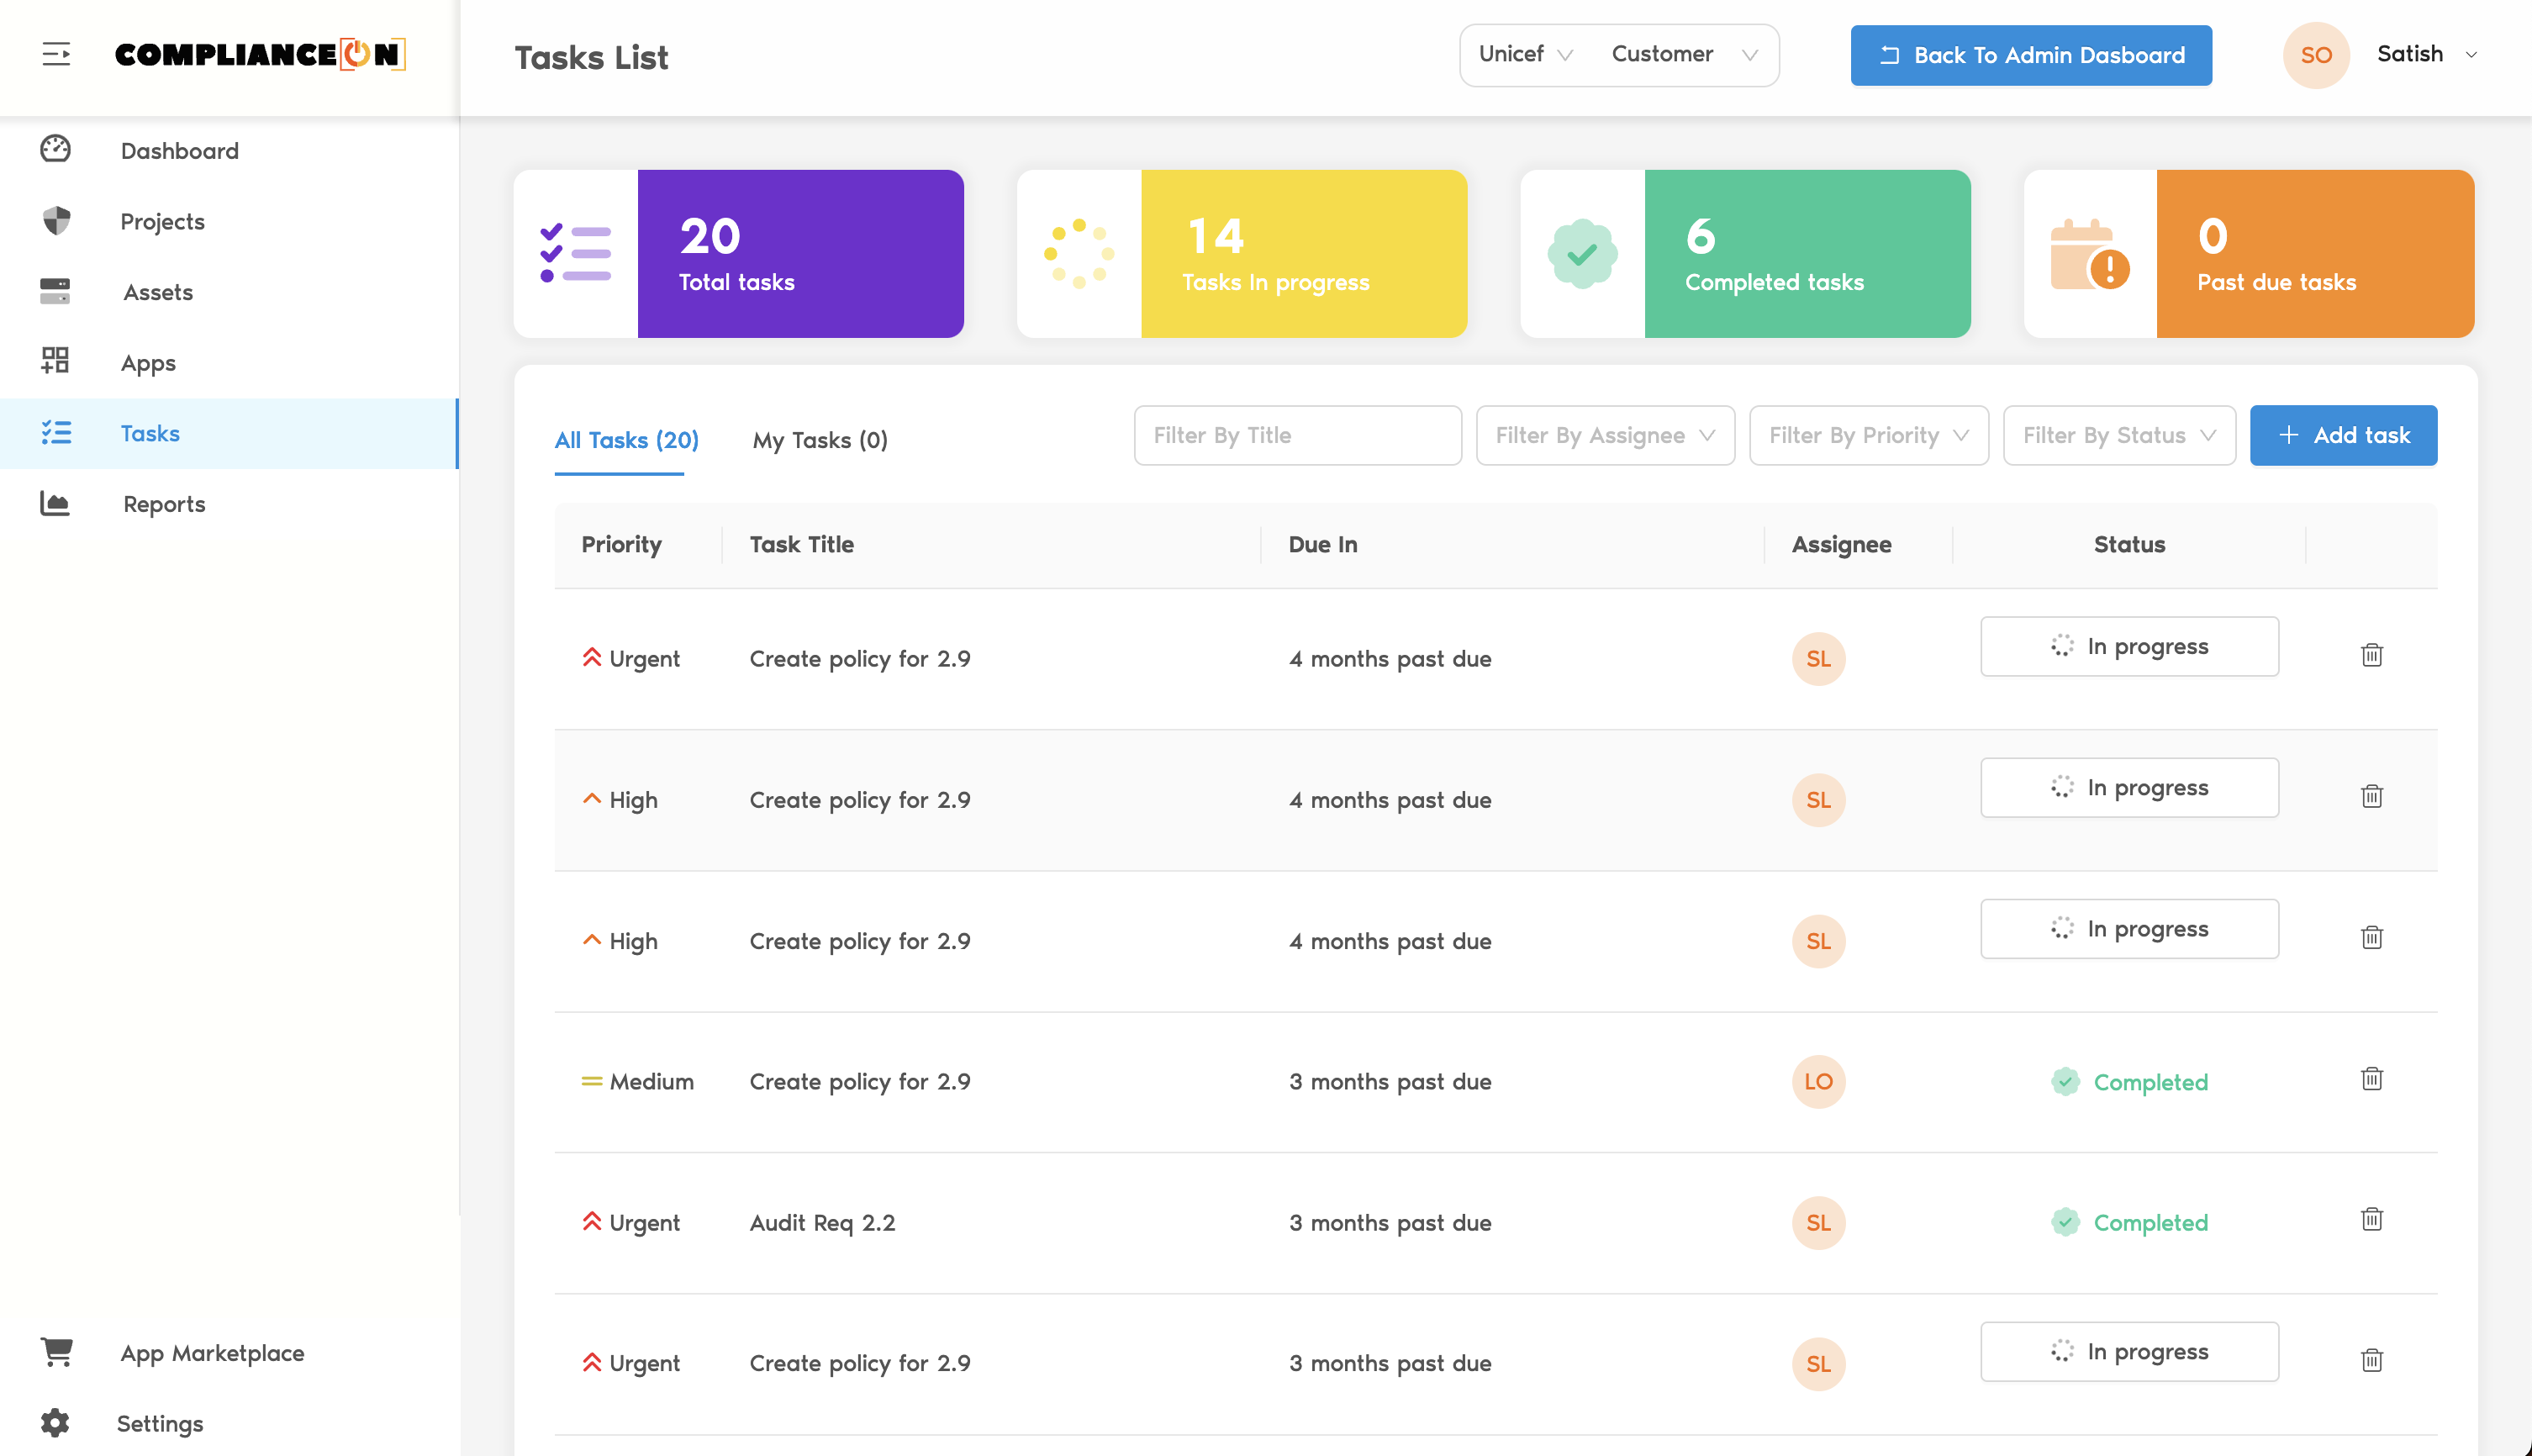 COMPLIANCE ON
Tasks List
Unicef
Customer
Back To Admin Dasboard
SO
Satish
Dashboard
Projects
Assets
Apps
Tasks
Reports
App Marketplace
Settings
20
Total tasks
14
Tasks In progress
6
Completed tasks
0
Past due tasks
All Tasks (20)
My Tasks (0)
Filter By Title
Filter By Assignee
Filter By Priority
Filter By Status
Add task
Priority Task Title Due In Assignee Status
Urgent Create policy for 2.9 4 months past due SL In progress
High Create policy for 2.9 4 months past due SL In progress
High Create policy for 2.9 4 months past due SL In progress
Medium Create policy for 2.9 3 months past due LO Completed
Urgent Audit Req 2.2 3 months past due SL Completed
Urgent Create policy for 2.9 3 months past due SL In progress